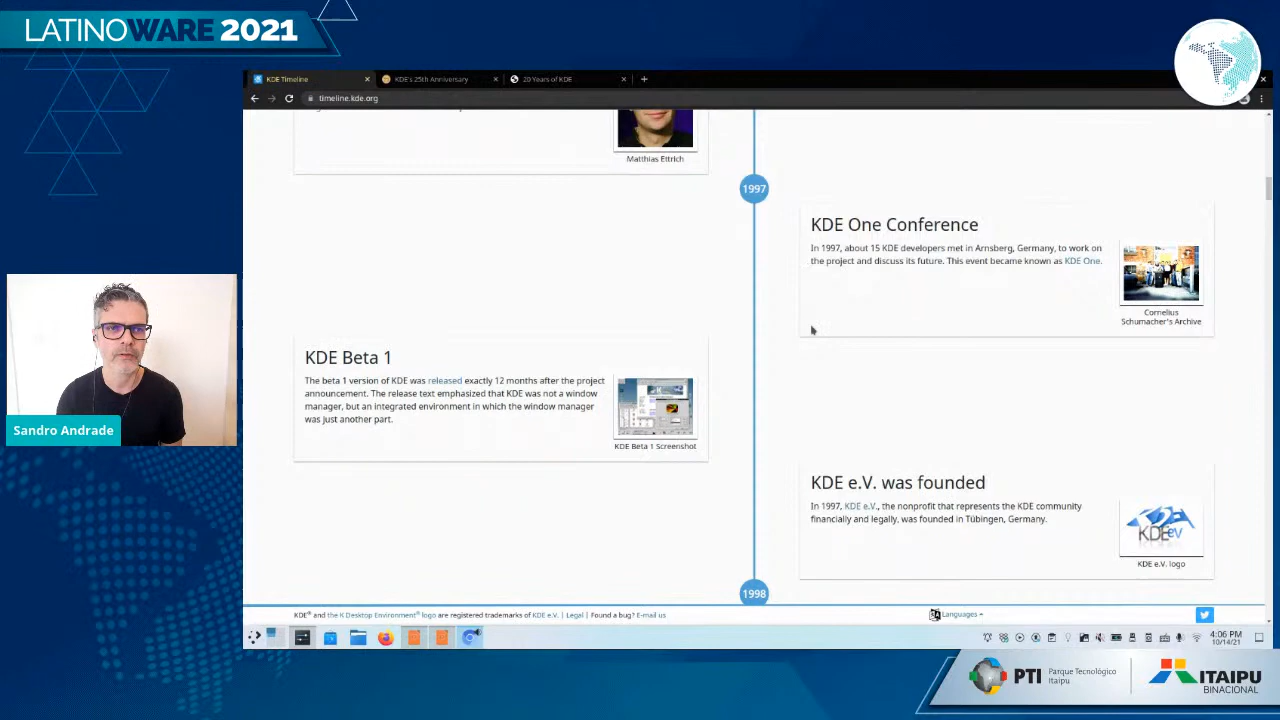 LATINOWARE 2021
KDE Timeline
KDE's 25th Anniversary
20 Years of KDE
timeline.kde.org
Matthias Ettrich
1997
KDE One Conference
In 1997, about 15 KDE developers met in Arnsberg, Germany, to work on
the project and discuss its future. This event became known as KDE One.
Cornelius
Schumacher's Archive
KDE Beta 1
The beta 1 version of KDE was released exactly 12 months after the project
announcement. The release text emphasized that KDE was not a window
manager, but an integrated environment in which the window manager
was just another part.
KDE Beta 1 Screenshot
KDE e.V. was founded
In 1997, KDE e.V., the nonprofit that represents the KDE community
financially and legally, was founded in Tübingen, Germany.
KDE eV
KDE e.V. logo
1998
KDE® and the K Desktop Environment® logo are registered trademarks of KDE e.V. | Legal | Found a bug? E-mail us
Languages
4:06 PM
10/14/21
Sandro Andrade
PTI Parque Tecnológico
Itaipu
ITAIPU
BINACIONAL